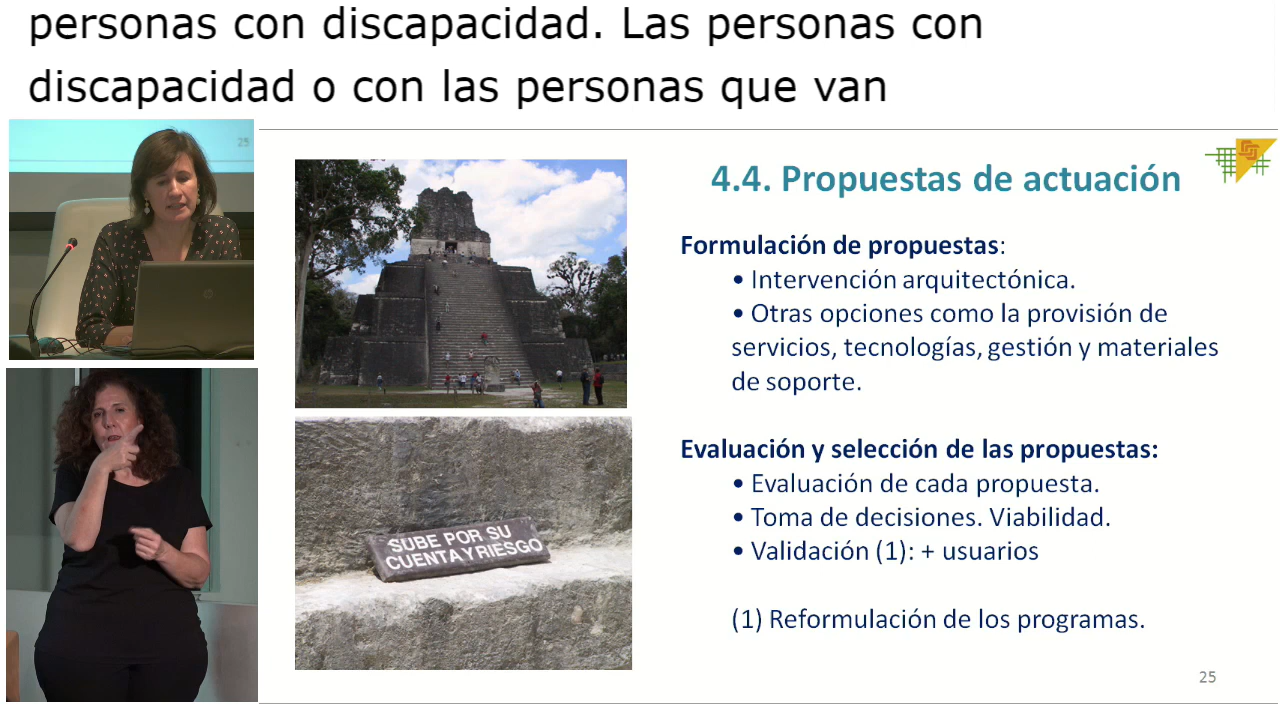 personas con discapacidad. Las personas con
discapacidad o con las personas que van
25
4.4. Propuestas de actuación
Formulación de propuestas:
• Intervención arquitectónica.
• Otras opciones como la provisión de
servicios, tecnologías, gestión y materiales
de soporte.
Evaluación y selección de las propuestas:
• Evaluación de cada propuesta.
• Toma de decisiones. Viabilidad.
• Validación (1): + usuarios
(1) Reformulación de los programas.
SUBE POR SU
CUENTA Y RIESGO
25